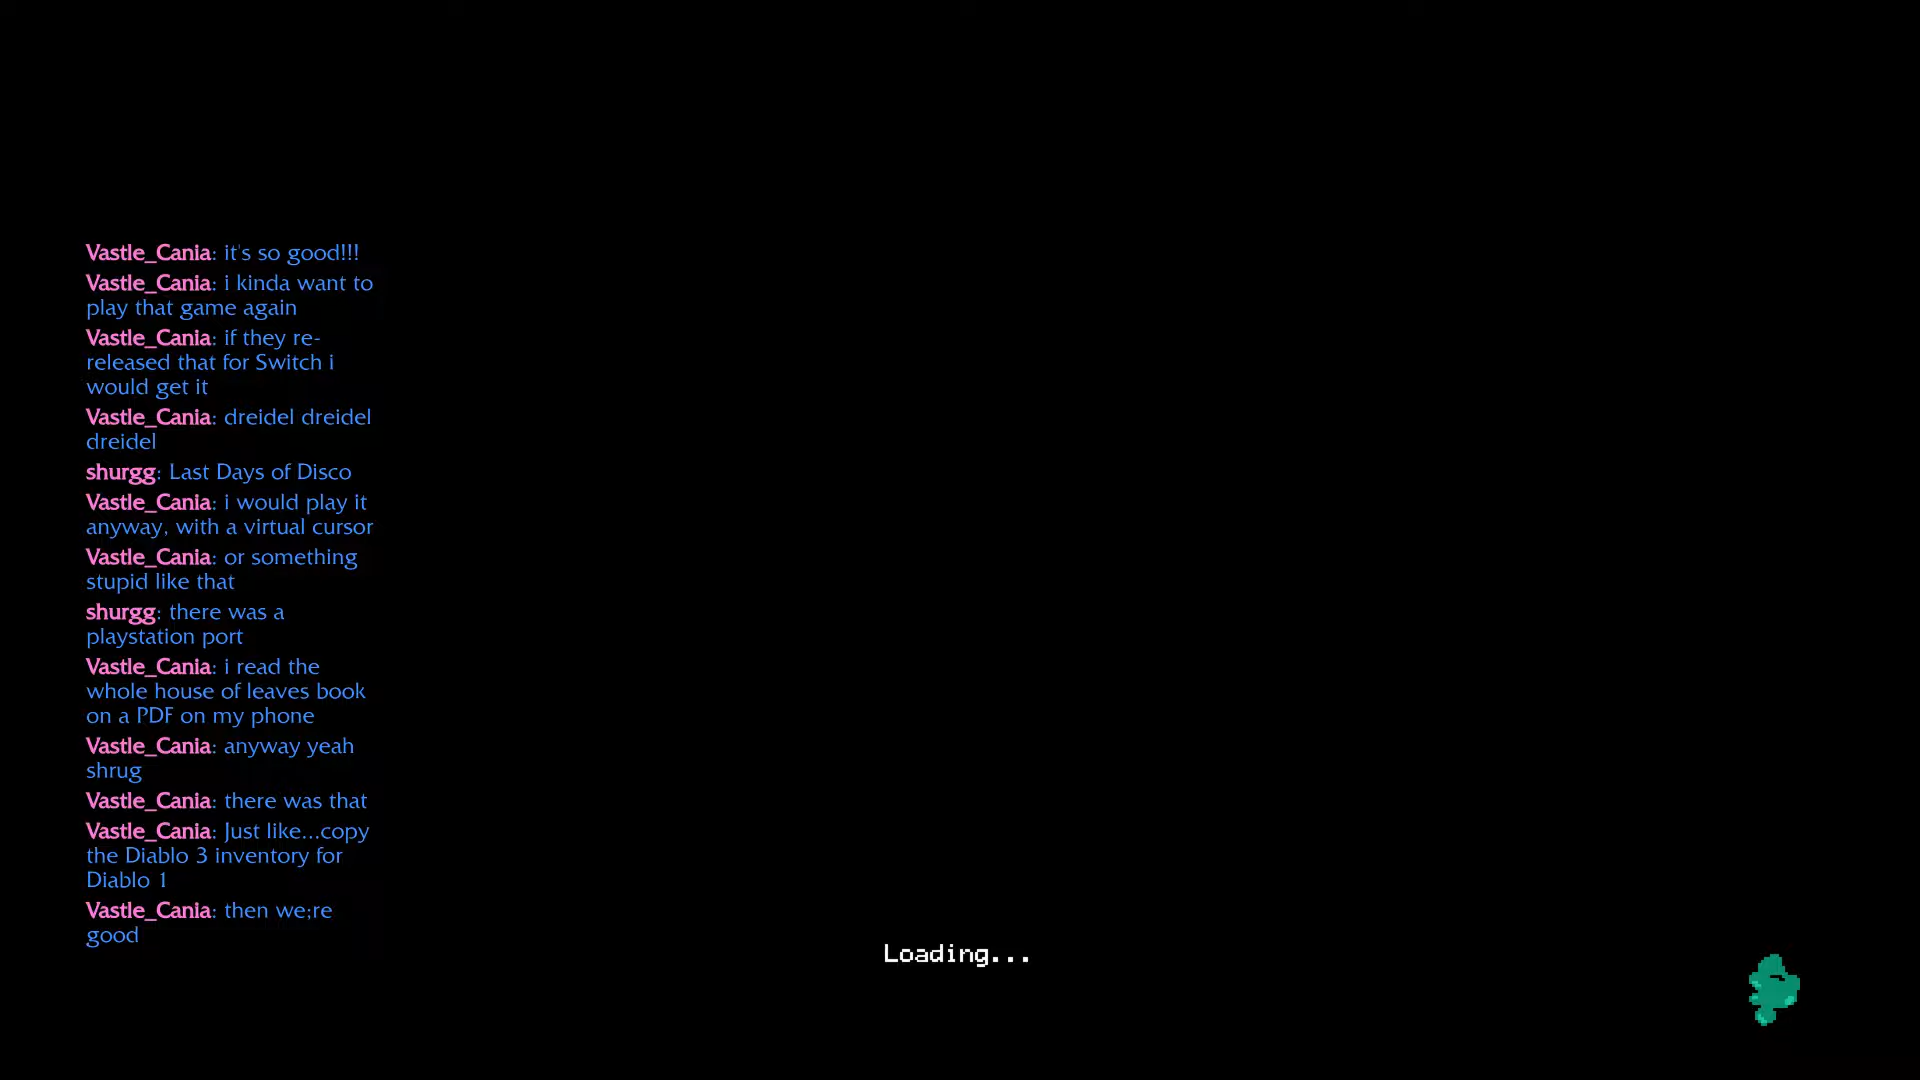 Vastle_Cania: it's so good!!!
Vastle_Cania: i kinda want to
play that game again
Vastle_Cania: if they re-
released that for Switch i
would get it
Vastle_Cania: dreidel dreidel
dreidel
shurgg: Last Days of Disco
Vastle_Cania: i would play it
anyway, with a virtual cursor
Vastle_Cania: or something
stupid like that
shurgg: there was a
playstation port
Vastle_Cania: i read the
whole house of leaves book
on a PDF on my phone
Vastle_Cania: anyway yeah
shrug
Vastle_Cania: there was that
Vastle_Cania: Just like...copy
the Diablo 3 inventory for
Diablo 1
Vastle_Cania: then we;re
good
Loading...